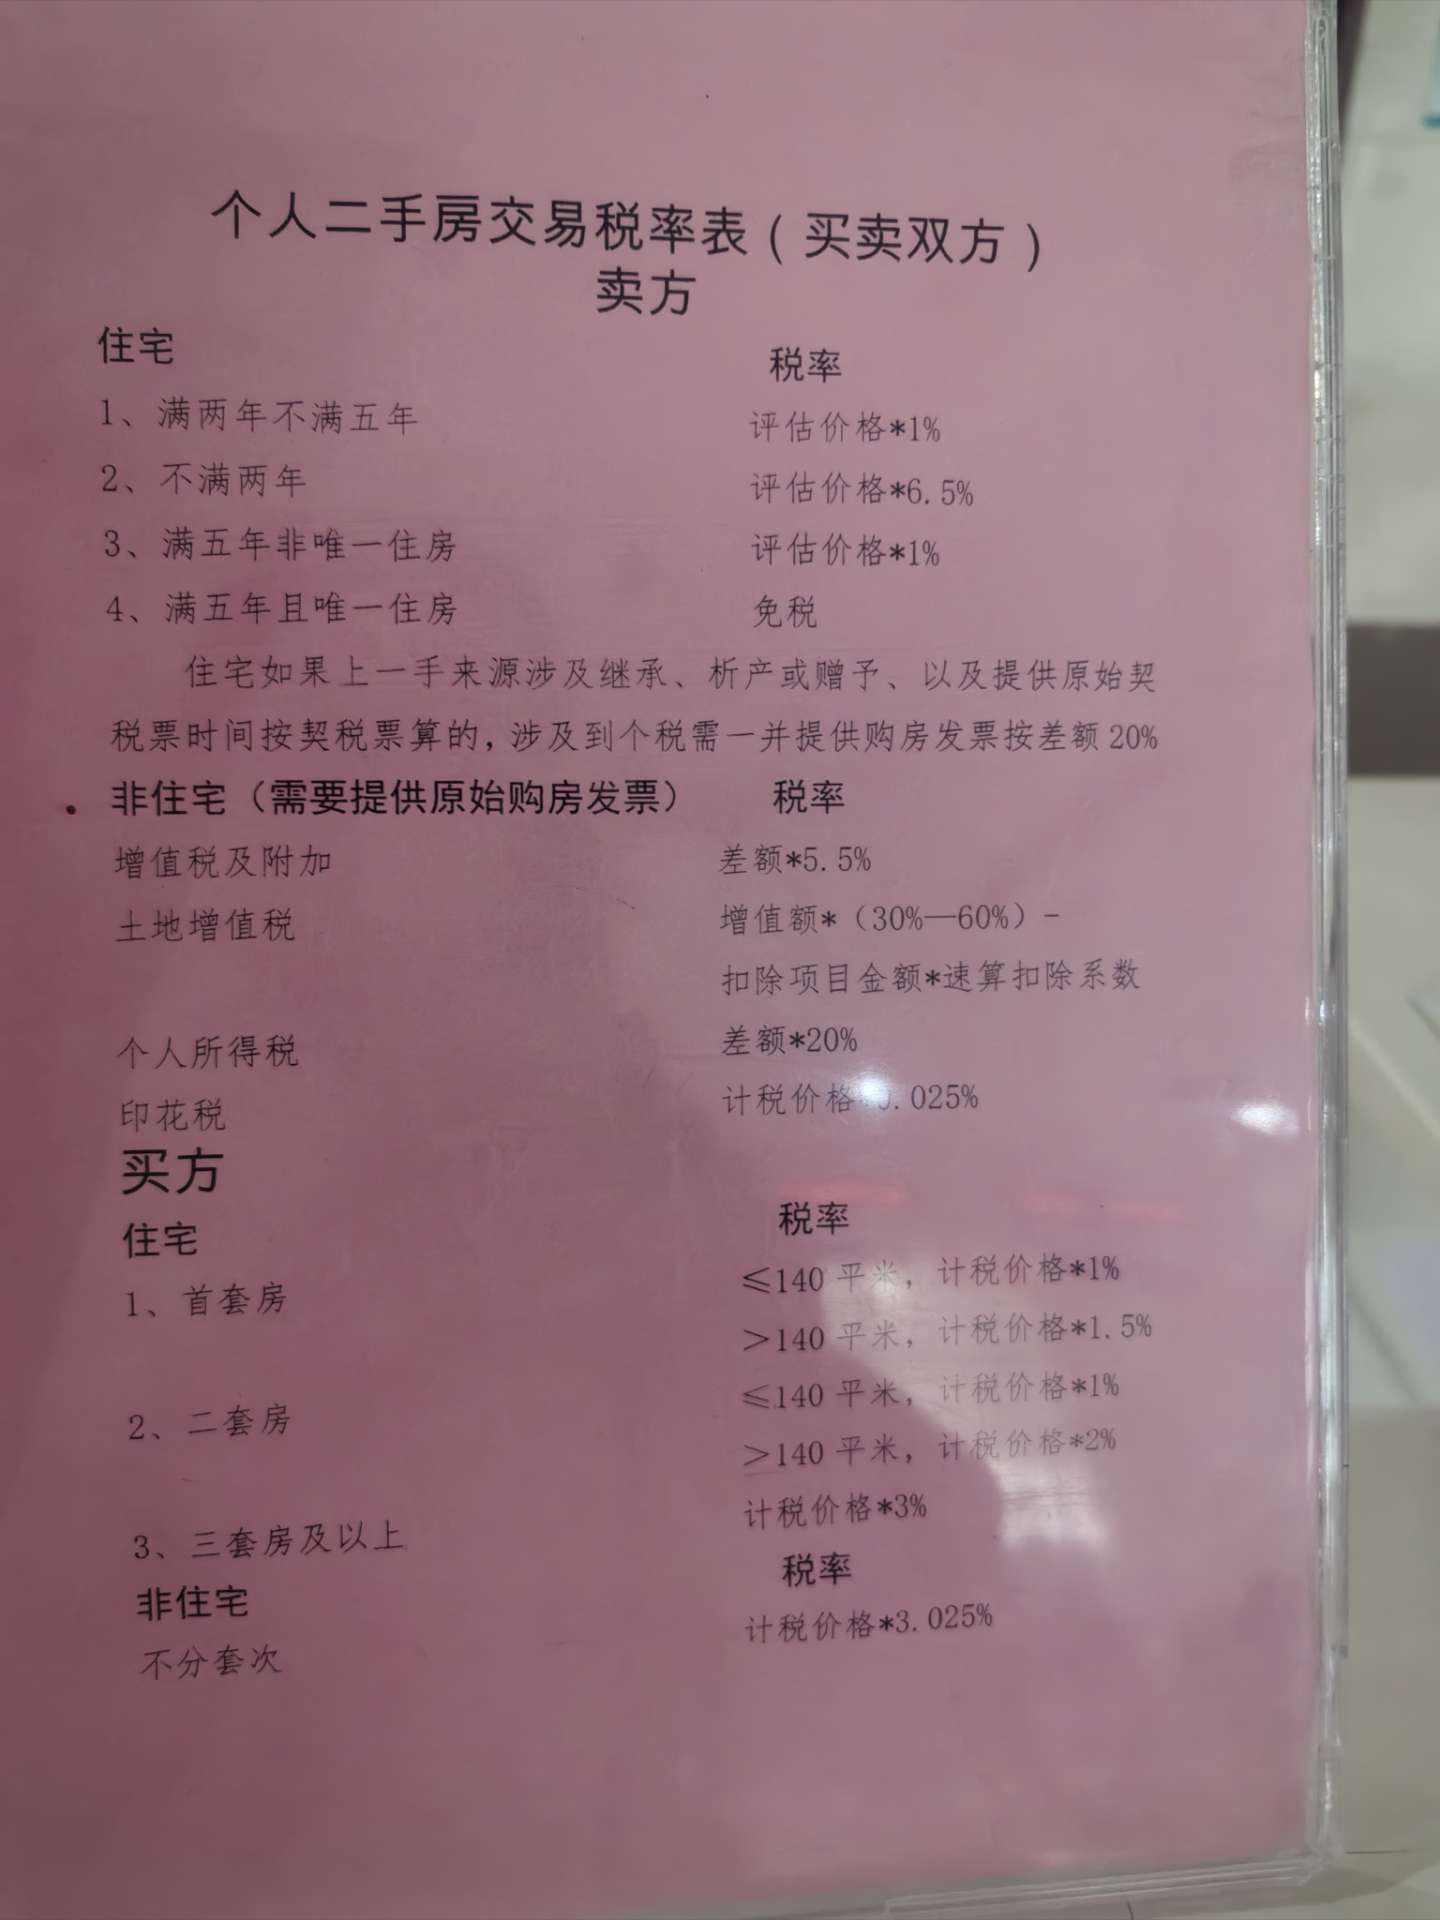 个人二手房交易税率表（买卖双方）
卖方
住宅 税率
1、满两年不满五年 评估价格*1%
2、不满两年 评估价格*6.5%
3、满五年非唯一住房 评估价格*1%
4、满五年且唯一住房 免税
住宅如果上一手来源涉及继承、析产或赠予、以及提供原始契
税票时间按契税票算的，涉及到个税需一并提供购房发票按差额20%
非住宅（需要提供原始购房发票） 税率
增值税及附加 差额*5.5%
土地增值税 增值额*（30%—60%）-
扣除项目金额*速算扣除系数
个人所得税 差额*20%
印花税 计税价格 .025%
买方
住宅 税率
1、首套房 ≤140平米，计税价格*1%
>140平米，计税价格*1.5%
2、二套房 ≤140平米，计税价格*1%
>140平米，计税价格*2%
3、三套房及以上 计税价格*3%
非住宅 税率
不分套次 计税价格*3.025%